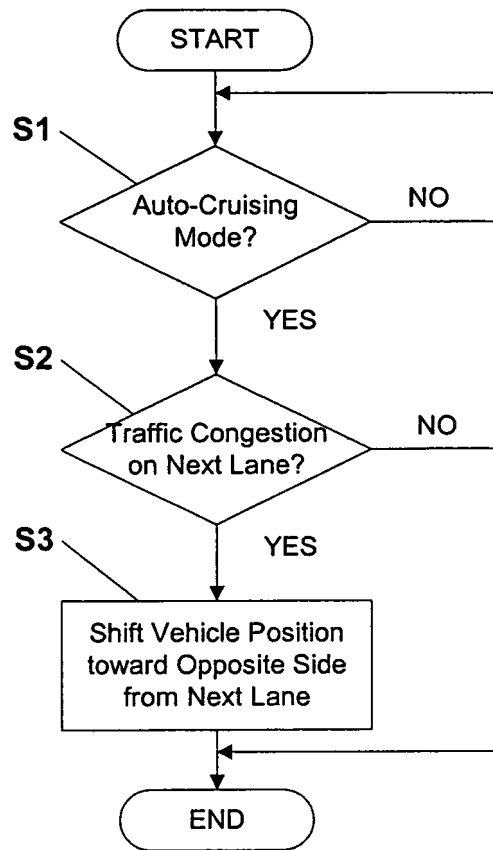 START
S1
Auto-Cruising
Mode?
NO
YES
S2
Traffic Congestion
on Next Lane?
NO
YES
S3
Shift Vehicle Position
toward Opposite Side
from Next Lane
END